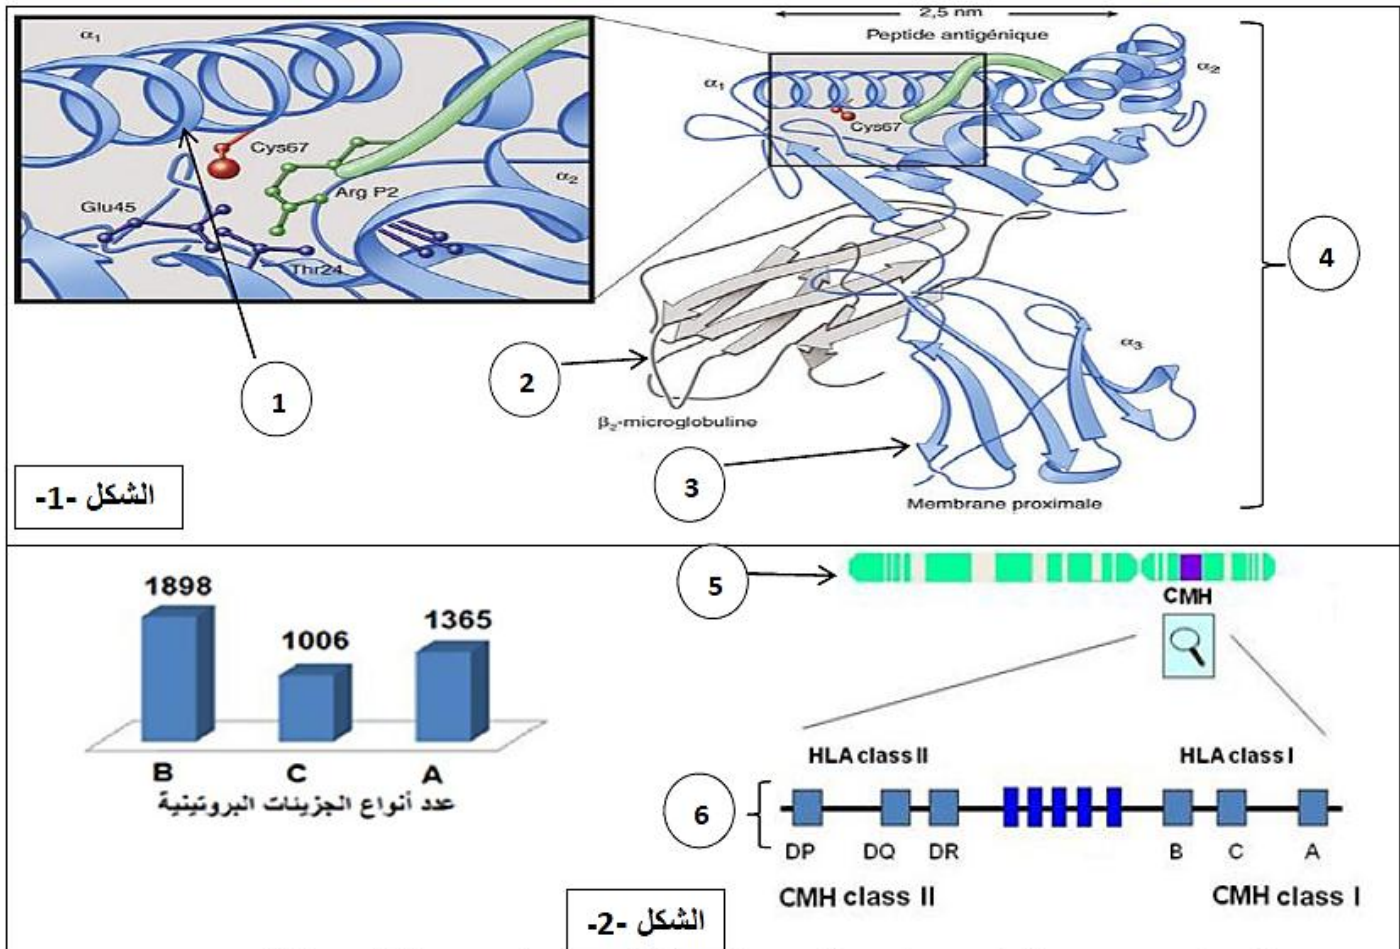 2,5 nm
Peptide antigénique
α1
α2
α1
Cys67
Cys67
Arg P2
α2
Glu45
Thr24
1
2
3
4
α3
β2-microglobuline
Membrane proximale
الشكل -1-
5
CMH
1898
1006
1365
B
C
A
عدد أنواع الجزيئات البروتينية
HLA class II
HLA class I
6
DP
DQ
DR
B
C
A
CMH class II
CMH class I
الشكل -2-